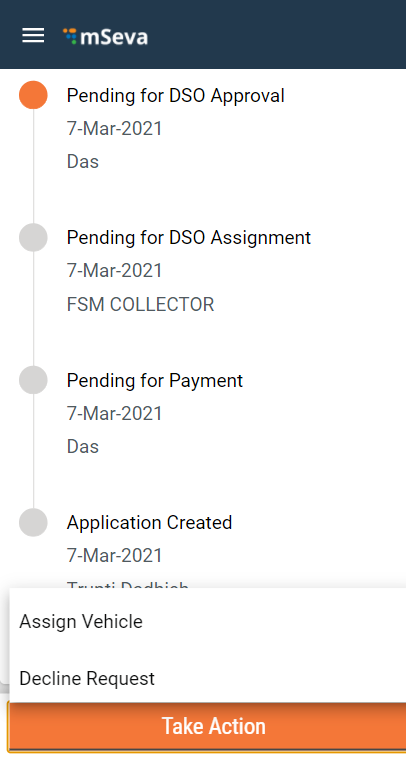 mSeva
Pending for DSO Approval
7-Mar-2021
Das
Pending for DSO Assignment
7-Mar-2021
FSM COLLECTOR
Pending for Payment
7-Mar-2021
Das
Application Created
7-Mar-2021
Assign Vehicle
Decline Request
Take Action